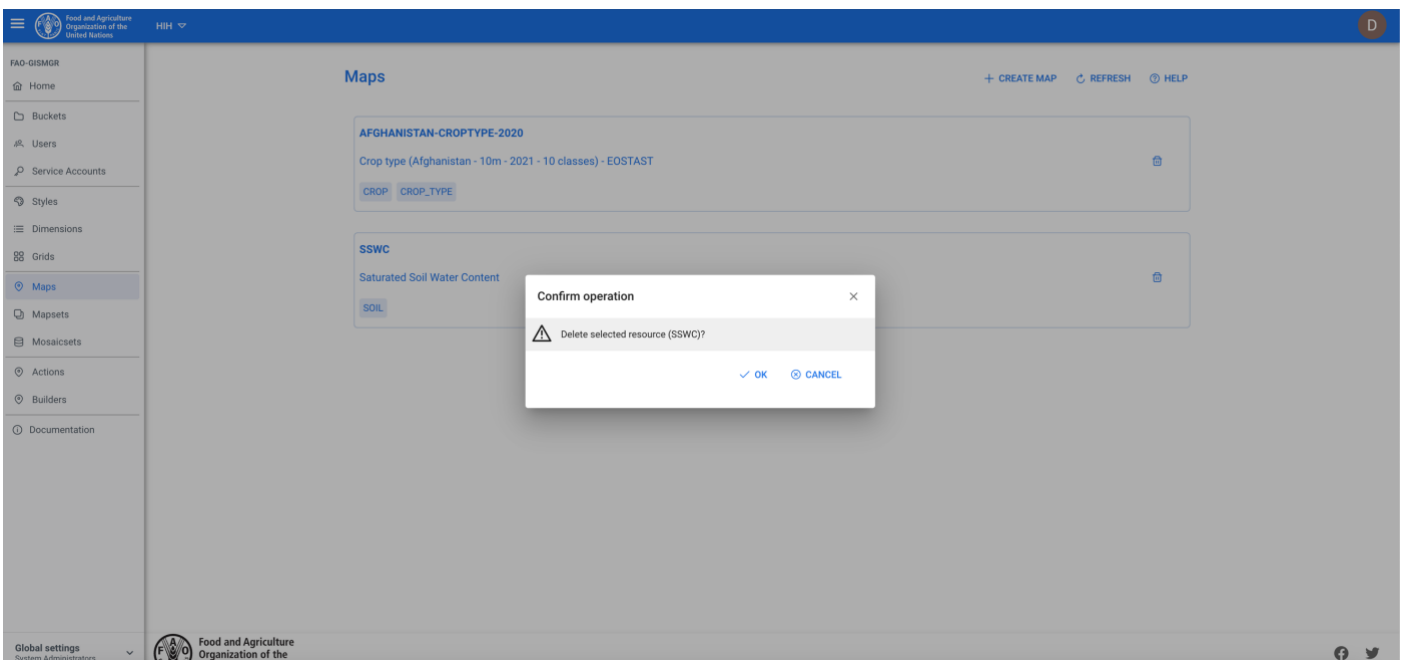 Food and Agriculture
Organization of the
United Nations
HIH
D
FAO-GISMGR
Home
Buckets
Users
Service Accounts
Styles
Dimensions
Grids
Maps
Mapsets
Mosaicsets
Actions
Builders
Documentation
Global settings
System Administrators
Maps
CREATE MAP
REFRESH
HELP
AFGHANISTAN-CROPTYPE-2020
Crop type (Afghanistan - 10m - 2021 - 10 classes) - EOSTAST
CROP CROP_TYPE
SSWC
Saturated Soil Water Content
SOIL
Confirm operation
Delete selected resource (SSWC)?
OK
CANCEL
Food and Agriculture
Organization of the